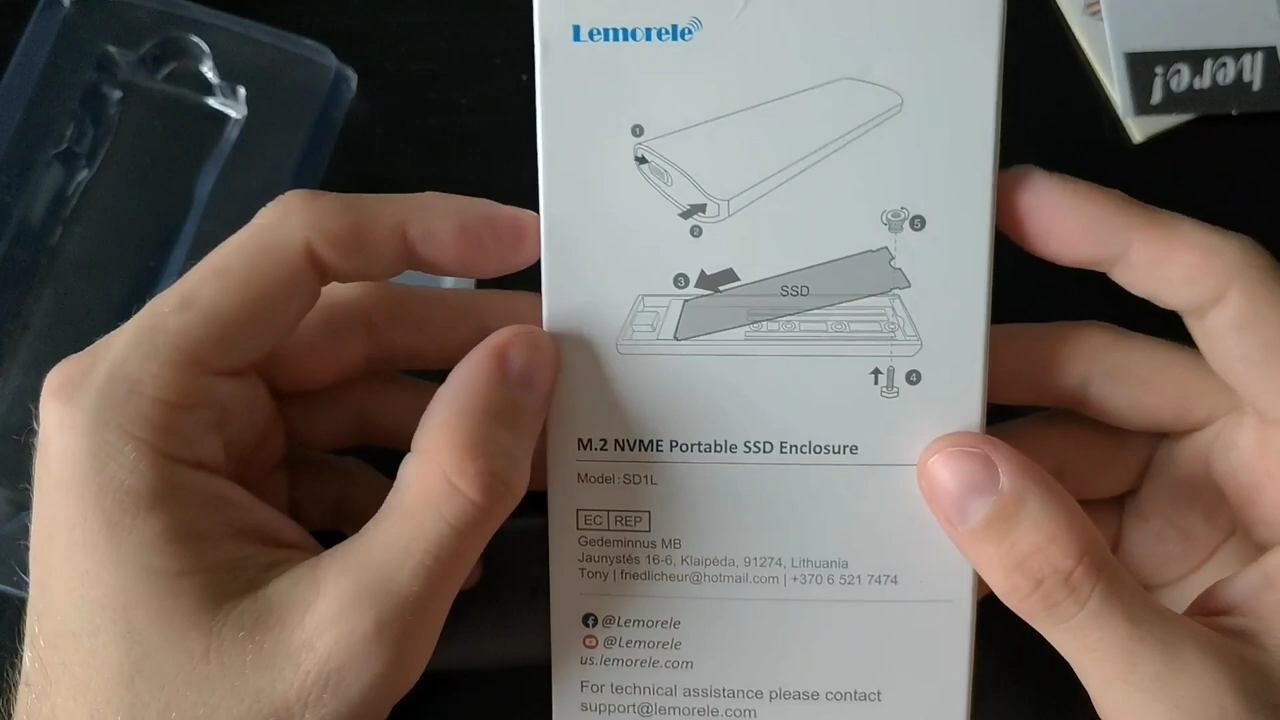 Lemorele
here!
1
2
5
3
SSD
4
M.2 NVME Portable SSD Enclosure
Model:SD1L
EC REP
Gedeminnus MB
Jaunystės 16-6, Klaipėda, 91274, Lithuania
Tony | friedlicheur@hotmail.com | +370 6 521 7474
@Lemorele
@Lemorele
us.lemorele.com
For technical assistance please contact
support@lemorele.com